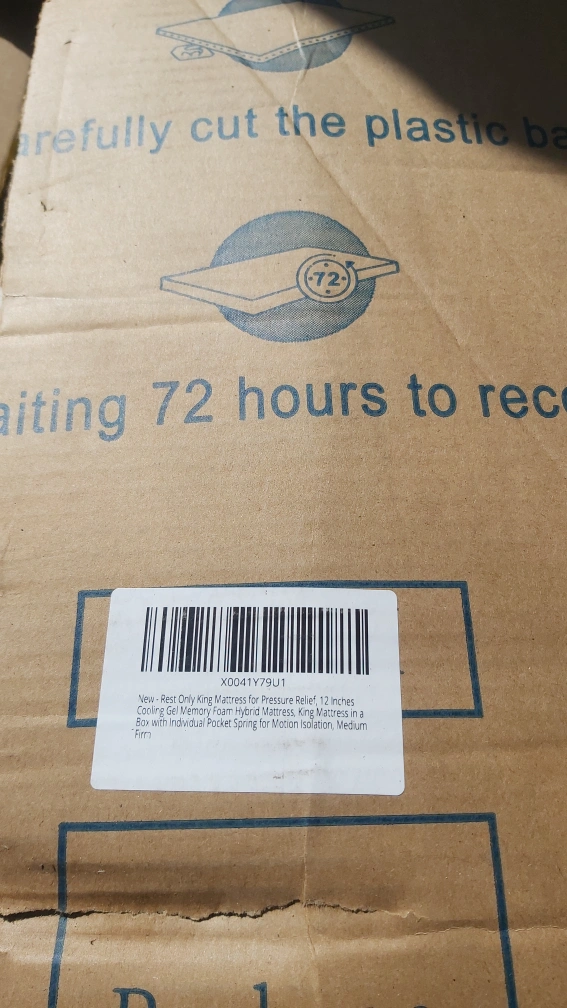 arefully cut the plastic ba
72
aiting 72 hours to rec
X0041Y79U1
New - Rest Only King Mattress for Pressure Relief, 12 Inches
Cooling Gel Memory Foam Hybrid Mattress, King Mattress in a
Box with Individual Pocket Spring for Motion Isolation, Medium
Firm